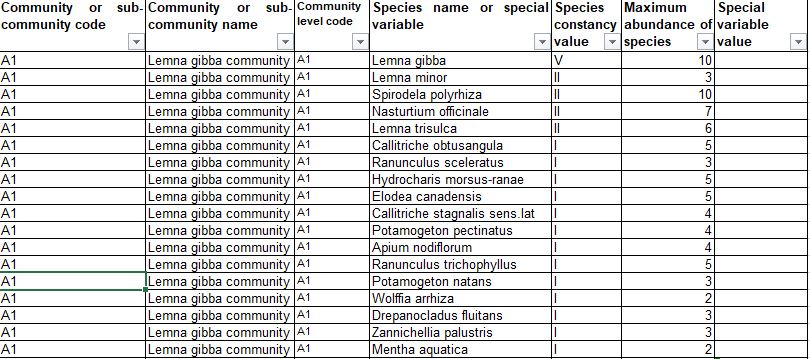 Community or sub-community code | Community or sub-community name | Community level code | Species name or special variable | Species constancy value | Maximum abundance of species | Special variable value
A1 | Lemna gibba community | A1 | Lemna gibba | V | 10 |
A1 | Lemna gibba community | A1 | Lemna minor | II | 3 |
A1 | Lemna gibba community | A1 | Spirodela polyrhiza | II | 10 |
A1 | Lemna gibba community | A1 | Nasturtium officinale | II | 7 |
A1 | Lemna gibba community | A1 | Lemna trisulca | II | 6 |
A1 | Lemna gibba community | A1 | Callitriche obtusangula | I | 5 |
A1 | Lemna gibba community | A1 | Ranunculus sceleratus | I | 3 |
A1 | Lemna gibba community | A1 | Hydrocharis morsus-ranae | I | 5 |
A1 | Lemna gibba community | A1 | Elodea canadensis | I | 5 |
A1 | Lemna gibba community | A1 | Callitriche stagnalis sens.lat | I | 4 |
A1 | Lemna gibba community | A1 | Potamogeton pectinatus | I | 4 |
A1 | Lemna gibba community | A1 | Apium nodiflorum | I | 4 |
A1 | Lemna gibba community | A1 | Ranunculus trichophyllus | I | 5 |
A1 | Lemna gibba community | A1 | Potamogeton natans | I | 3 |
A1 | Lemna gibba community | A1 | Wolffia arrhiza | I | 2 |
A1 | Lemna gibba community | A1 | Drepanocladus fluitans | I | 3 |
A1 | Lemna gibba community | A1 | Zannichellia palustris | I | 3 |
A1 | Lemna gibba community | A1 | Mentha aquatica | I | 2 |